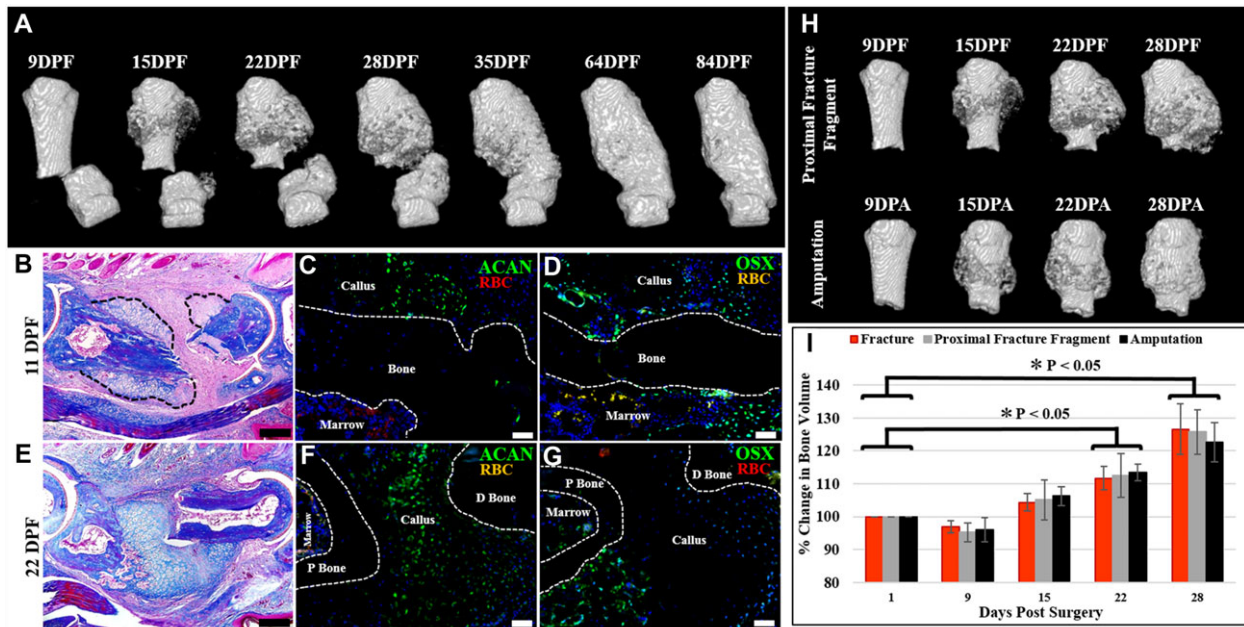 A
9DPF 15DPF 22DPF 28DPF 35DPF 64DPF 84DPF
B
11 DPF
C
ACAN
RBC
Callus
Bone
Marrow
D
OSX
RBC
Callus
Bone
Marrow
E
22 DPF
F
ACAN
RBC
D Bone
Callus
Marrow
P Bone
G
OSX
RBC
D Bone
P Bone
Marrow
Callus
H
9DPF 15DPF 22DPF 28DPF
Proximal Fracture
Fragment
9DPA 15DPA 22DPA 28DPA
Amputation
I
Fracture Proximal Fracture Fragment Amputation
* P < 0.05
* P < 0.05
% Change in Bone Volume
140
130
120
110
100
90
80
1 9 15 22 28
Days Post Surgery